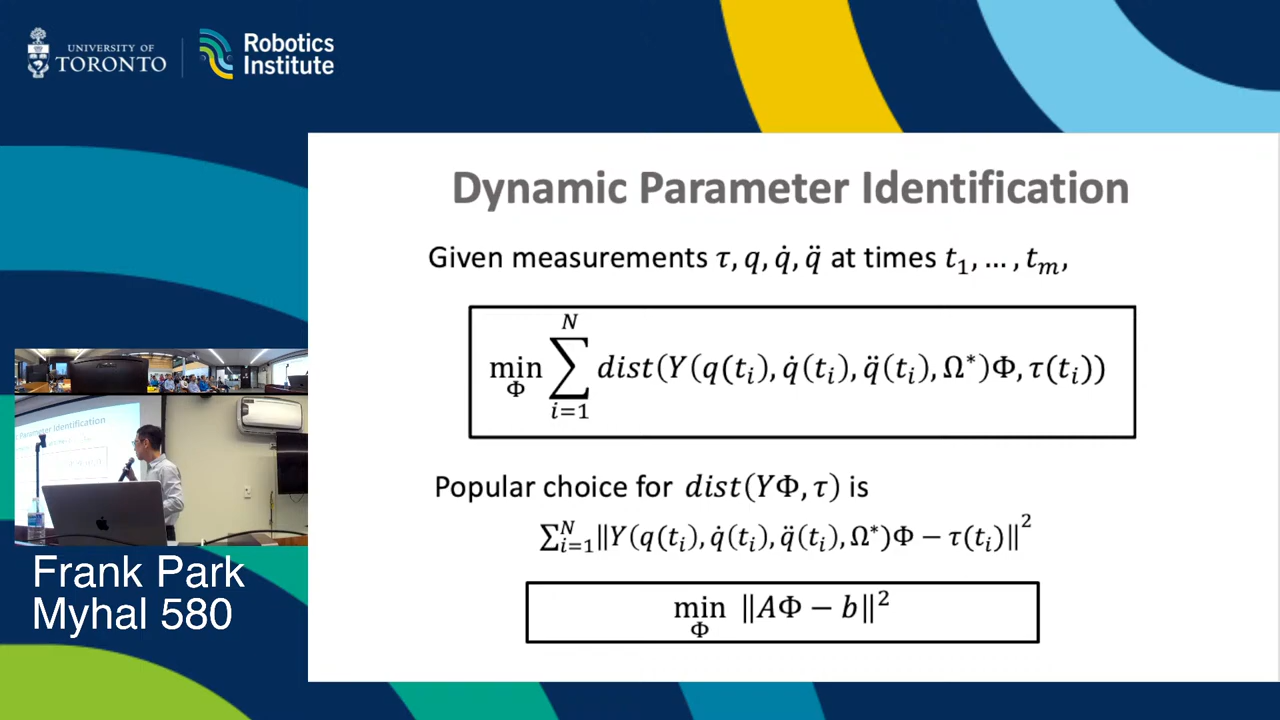 UNIVERSITY OF
TORONTO
Robotics
Institute
Dynamic Parameter Identification
Given measurements τ, q, q̇, q̈ at times t₁, … , tₘ,
min_Φ ∑_{i=1}^{N} dist(Y(q(tᵢ), q̇(tᵢ), q̈(tᵢ), Ω*)Φ, τ(tᵢ))
Popular choice for dist(YΦ, τ) is
∑_{i=1}^{N}‖Y(q(tᵢ), q̇(tᵢ), q̈(tᵢ), Ω*)Φ − τ(tᵢ)‖²
min_Φ ‖AΦ − b‖²
Parameter Identification
Frank Park
Myhal 580